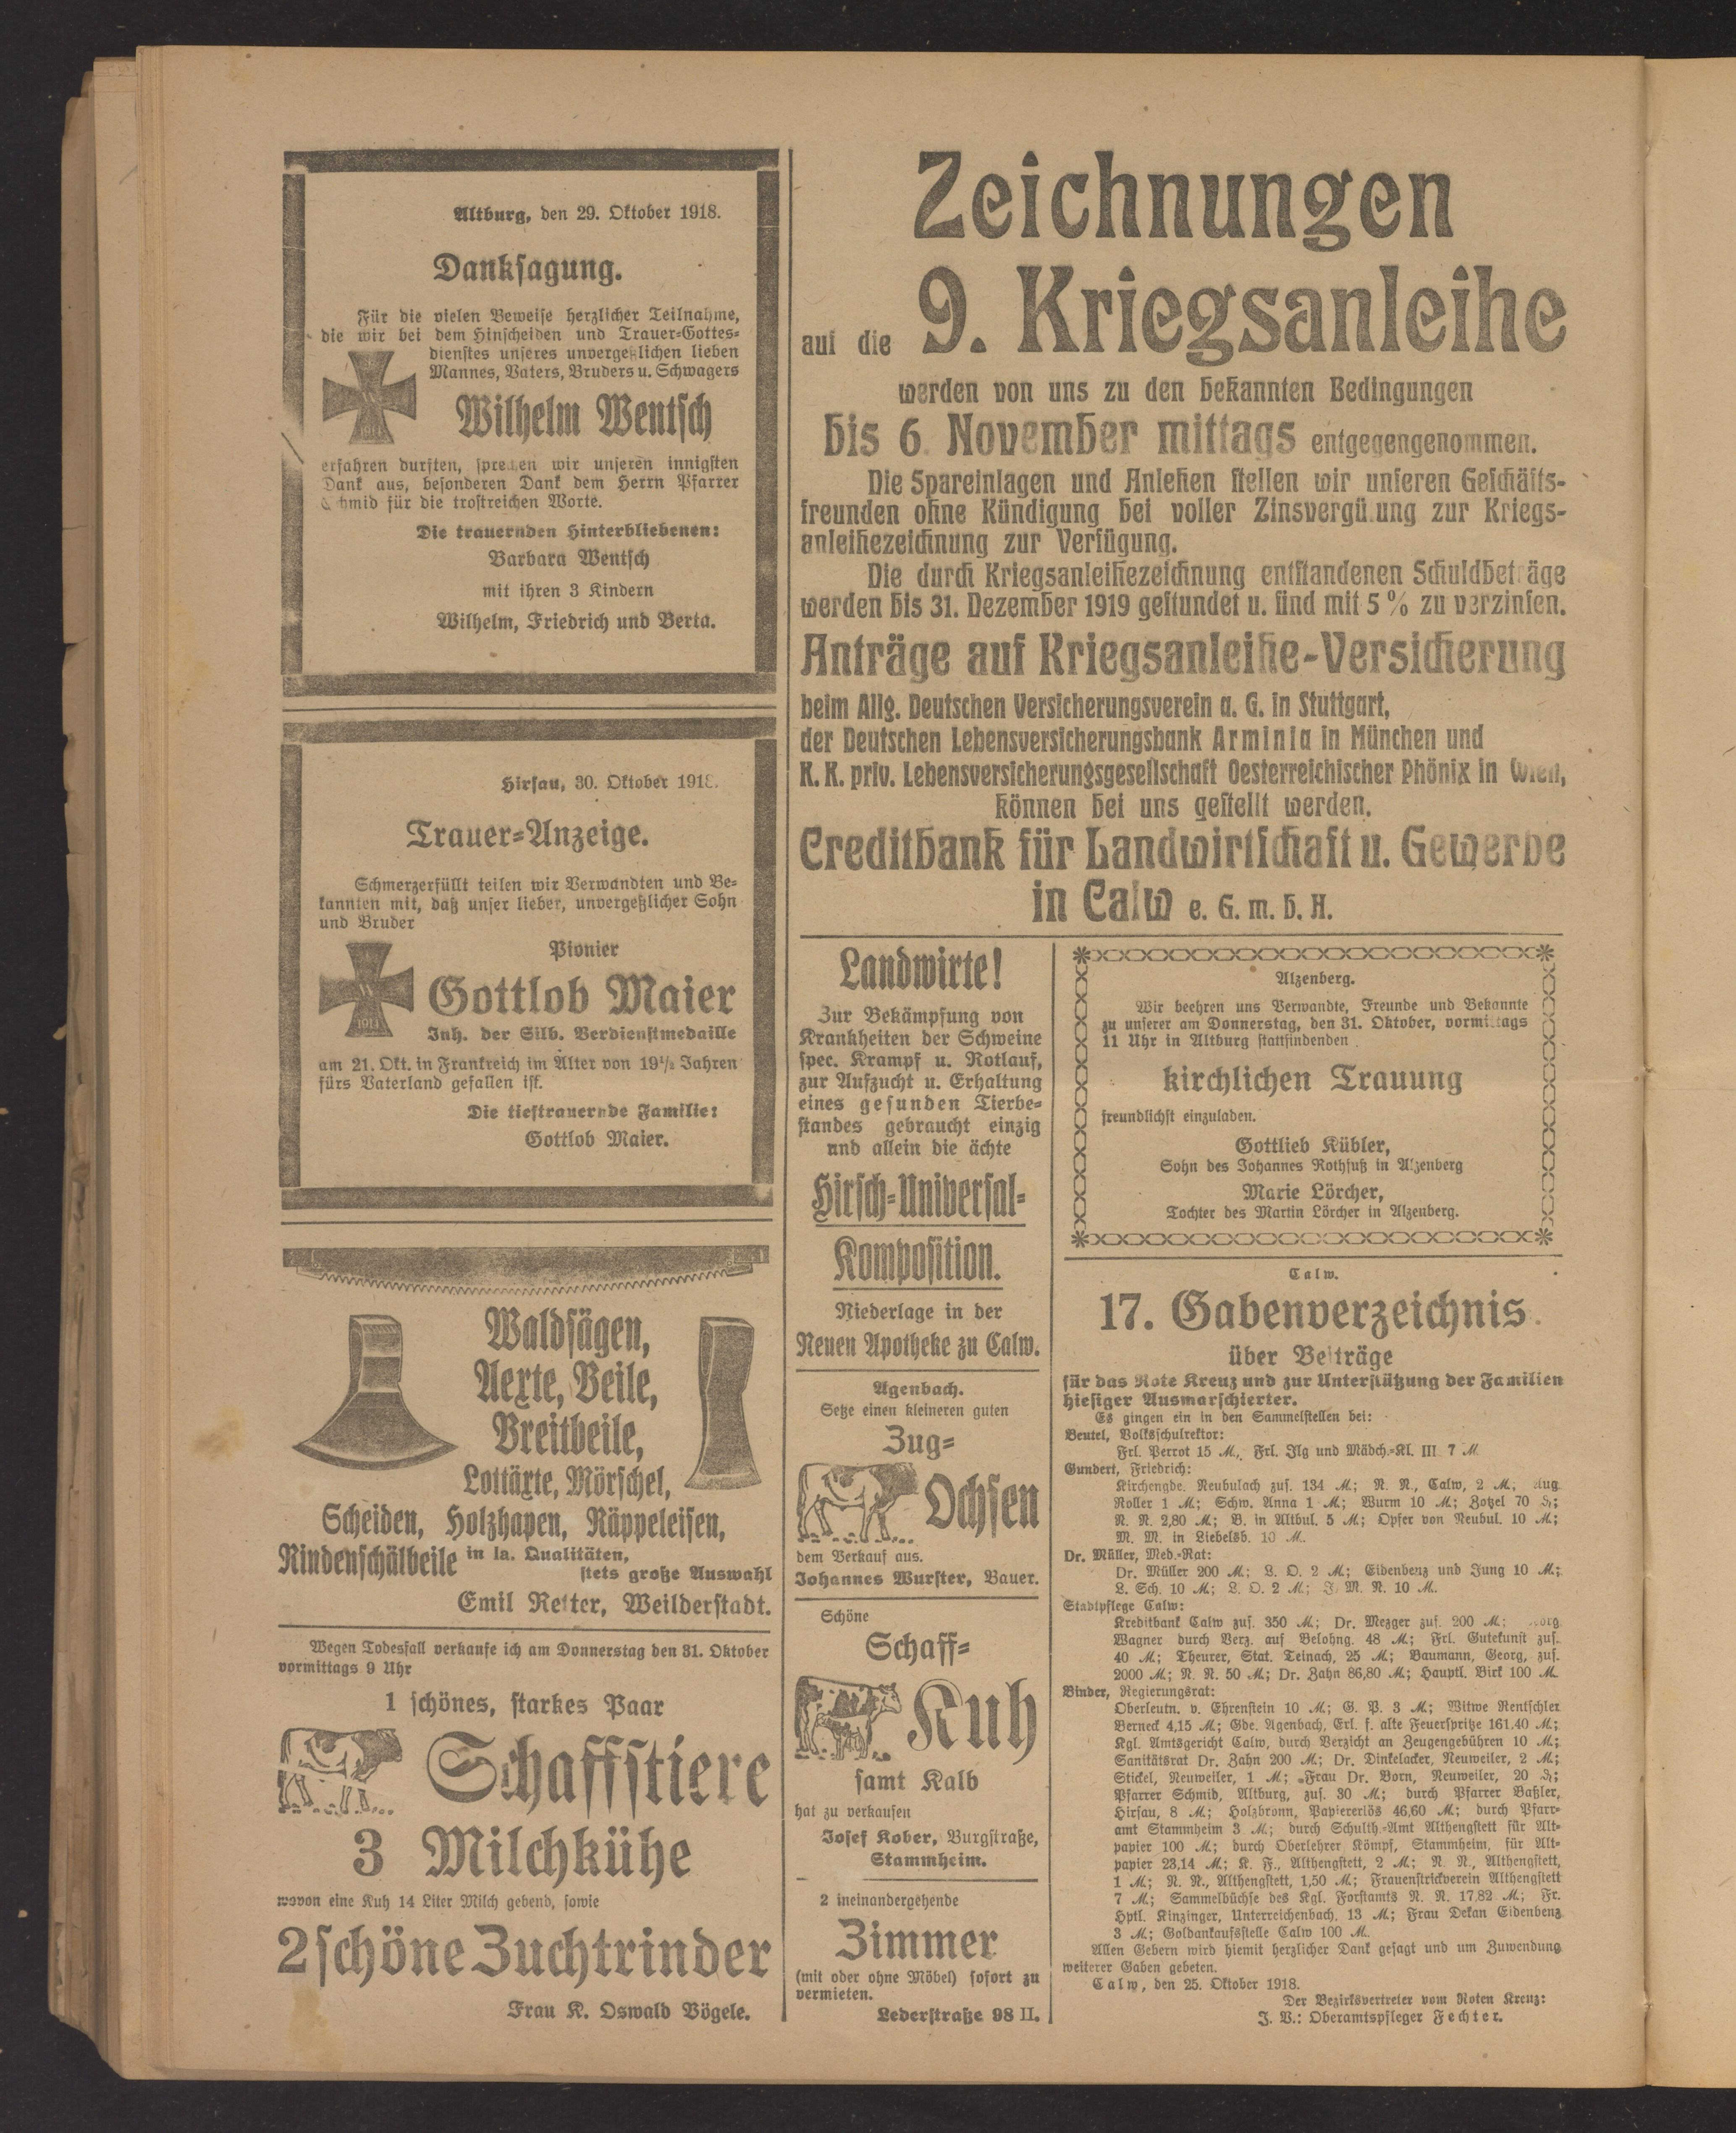 Altburg, den 29. Oktober 1918.
Danksagung.
Für die vielen Beweise herzlicher Teilnahme,
die wir bei dem Hinscheiden und Trauer-Gottes-
dienstes unseres unvergeßlichen lieben
Mannes, Vaters, Bruders u. Schwagers
1914
Wilhelm Wentsch
erfahren durften, sprechen wir unseren innigsten
Dank aus, besonderen Dank dem Herrn Pfarrer
Schmid für die trostreichen Worte.
Die trauernden Hinterbliebenen:
Barbara Wentsch
mit ihren 3 Kindern
Wilhelm, Friedrich und Berta.
Hirsau, 30. Oktober 1918.
Trauer-Anzeige.
Schmerzerfüllt teilen wir Verwandten und Be-
kannten mit, daß unser lieber, unvergeßlicher Sohn
und Bruder
Pionier
Gottlob Maier
1914
Inh. der Silb. Verdienstmedaille
am 21. Okt. in Frankreich im Alter von 19½ Jahren
fürs Vaterland gefallen ist.
Die tieftrauernde Familie:
Gottlob Maier.
Waldsägen,
Aexte, Beile,
Breitbeile,
Lottäxte, Mörschel,
Scheiden, Holzhapen, Räppeleisen,
Rindenschälbeile in Ia. Qualitäten,
stets große Auswahl
Emil Retter, Weilderstadt.
Wegen Todesfall verkaufe ich am Donnerstag den 31. Oktober
vormittags 9 Uhr
1 schönes, starkes Paar
Schaffstiere
3 Milchkühe
wovon eine Kuh 14 Liter Milch gebend, sowie
2 schöne Zuchtrinder
Frau K. Oswald Bögele.
Zeichnungen
auf die 9. Kriegsanleihe
werden von uns zu den bekannten Bedingungen
bis 6. November mittags entgegengenommen.
Die Spareinlagen und Anlehen stellen wir unseren Geschäfts-
freunden ohne Kündigung bei voller Zinsvergütung zur Kriegs-
anleihezeichnung zur Verfügung.
Die durch Kriegsanleihezeichnung entstandenen Schuldbeträge
werden bis 31. Dezember 1919 gestundet u. sind mit 5 % zu verzinsen.
Anträge auf Kriegsanleihe-Versicherung
beim Allg. Deutschen Versicherungsverein a. G. in Stuttgart,
der Deutschen Lebensversicherungsbank Arminia in München und
K. K. priv. Lebensversicherungsgesellschaft Oesterreichischer Phönix in Wien,
können bei uns gestellt werden.
Creditbank für Landwirtschaft u. Gewerbe
in Calw e. G. m. b. H.
Landwirte!
Zur Bekämpfung von
Krankheiten der Schweine
spec. Krampf u. Rotlauf,
zur Aufzucht u. Erhaltung
eines gesunden Tierbe-
standes gebraucht einzig
und allein die ächte
Hirsch-Universal-
Komposition.
Niederlage in der
Neuen Apotheke zu Calw.
Agenbach.
Setze einen kleineren guten
Zug-
Ochsen
dem Verkauf aus.
Johannes Wurster, Bauer.
Schöne
Schaff-
Kuh
samt Kalb
hat zu verkaufen
Josef Kober, Burgstraße,
Stammheim.
2 ineinandergehende
Zimmer
(mit oder ohne Möbel) sofort zu
vermieten.
Lederstraße 98 II.
Alzenberg.
Wir beehren uns Verwandte, Freunde und Bekannte
zu unserer am Donnerstag, den 31. Oktober, vormittags
11 Uhr in Altburg stattfindenden
kirchlichen Trauung
freundlichst einzuladen.
Gottlieb Kübler,
Sohn des Johannes Rothfuß in Alzenberg
Marie Lörcher,
Tochter des Martin Lörcher in Alzenberg.
Calw.
17. Gabenverzeichnis
über Beiträge
für das Rote Kreuz und zur Unterstützung der Familien
hiesiger Ausmarschierter.
Es gingen ein in den Sammelstellen bei:
Beutel, Volksschulrektor:
Frl. Perrot 15 M., Frl. Ilg und Mädch.-Kl. III 7 M.
Gundert, Friedrich:
Kirchengde. Neubulach zus. 134 M.; N. N., Calw, 2 M.;
Roller 1 M.; Schw. Anna 1 M.; Wurm 10 M.; Zotzel 70 ₰;
N. N. 2,80 M.; B. in Altbul. 5 M.; Opfer von Neubul. 10 M.;
M. M. in Liebelsb. 10 M.
Dr. Müller, Med.-Rat:
Dr. Müller 200 M.; L. O. 2 M.; Eidenbenz und Jung 10 M.;
L. Sch. 10 M.; L. O. 2 M.; J. M. N. 10 M.
Stadtpflege Calw:
Kreditbank Calw zus. 350 M.; Dr. Mezger zus. 200 M.; Georg
Wagner durch Verz. auf Belohng. 48 M.; Frl. Gutekunst zus.
40 M.; Theurer, Stat. Teinach, 25 M.; Baumann, Georg, zus.
2000 M.; N. N. 50 M.; Dr. Zahn 86,80 M.; Hauptl. Birk 100 M.
Binder, Regierungsrat:
Oberleutn. v. Ehrenstein 10 M.; G. P. 3 M.; Witwe Rentschler
Berneck 4,15 M.; Gde. Agenbach, Erl. f. alte Feuerspritze 161.40 M.;
Kgl. Amtsgericht Calw, durch Verzicht an Zeugengebühren 10 M.;
Sanitätsrat Dr. Zahn 200 M.; Dr. Dinkelacker, Neuweiler, 2 M.;
Stickel, Neuweiler, 1 M.; Frau Dr. Born, Neuweiler, 20 ₰;
Pfarrer Schmid, Altburg, zus. 30 M.; durch Pfarrer Baßler,
Hirsau, 8 M.; Holzbronn, Papiererlös 46,60 M.; durch Pfarr-
amt Stammheim 3 M.; durch Schulth.-Amt Althengstett für Alt-
papier 100 M.; durch Oberlehrer Kömpf, Stammheim, für Alt-
papier 23,14 M.; K. F., Althengstett, 2 M.; N. N., Althengstett,
1 M.; N. N., Althengstett, 1,50 M.; Frauenstrickverein Althengstett
7 M.; Sammelbüchse des Kgl. Forstamts N. N. 17,82 M.; Fr.
Hptl. Kinzinger, Unterreichenbach, 13 M.; Frau Dekan Eidenbenz
3 M.; Goldankaufsstelle Calw 100 M.
Allen Gebern wird hiemit herzlicher Dank gesagt und um Zuwendung
weiterer Gaben gebeten.
Calw, den 25. Oktober 1918.
Der Bezirksvertreter vom Roten Kreuz:
J. V.: Oberamtspfleger Fechter.